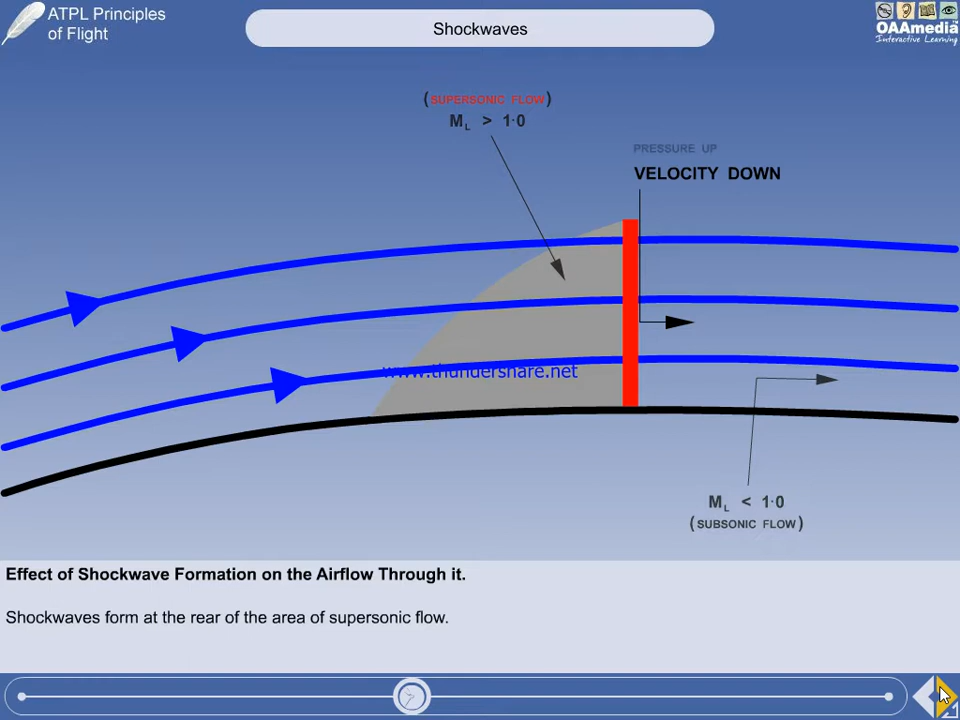 ATPL Principles
of Flight
Shockwaves
OAAmedia
Interactive Learning
(SUPERSONIC FLOW)
ML > 1·0
PRESSURE UP
VELOCITY DOWN
www.thundershare.net
ML < 1·0
(SUBSONIC FLOW)
Effect of Shockwave Formation on the Airflow Through it.
Shockwaves form at the rear of the area of supersonic flow.